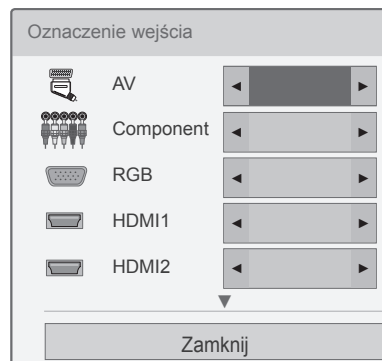 Oznaczenie wejścia
AV
Component
RGB
HDMI1
HDMI2
Zamknij